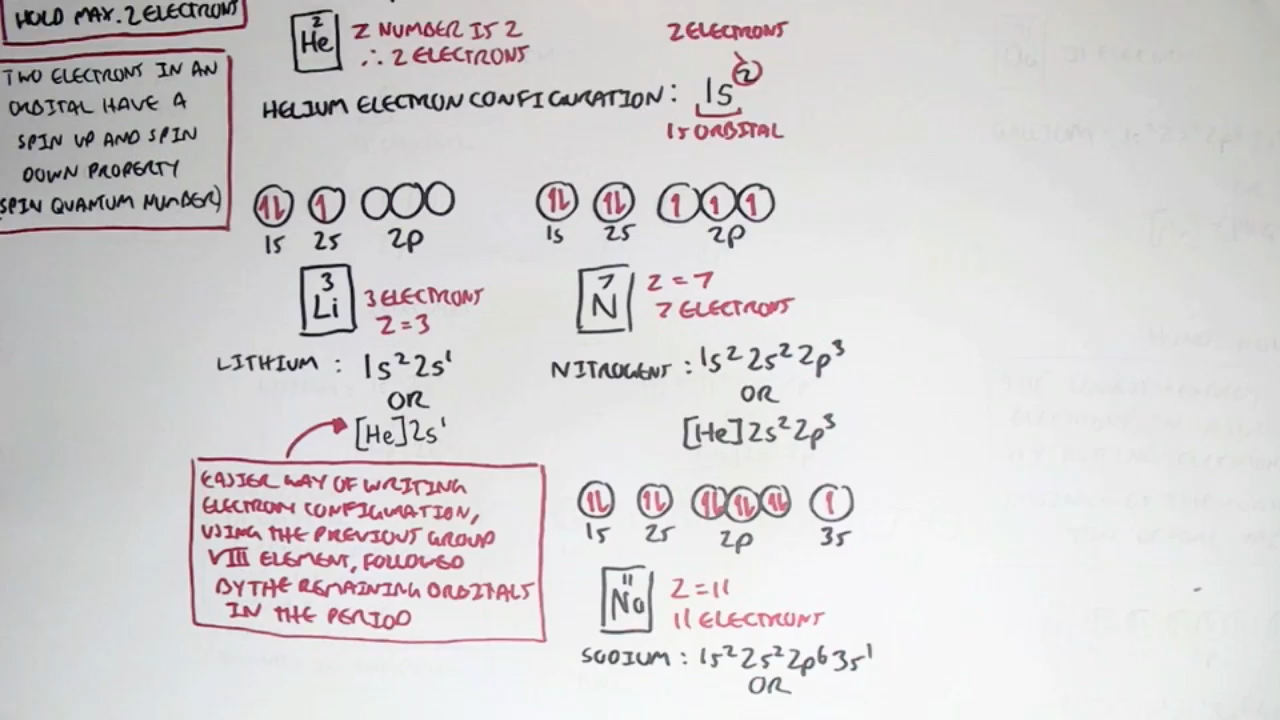 HOLD MAX. 2 ELECTRONS
TWO ELECTRONS IN AN
ORBITAL HAVE A
SPIN UP AND SPIN
DOWN PROPERTY
(SPIN QUANTUM NUMBER)
2
He
Z NUMBER IS 2
∴ 2 ELECTRONS
2 ELECTRONS
HELIUM ELECTRON CONFIGURATION : 1s²
1s ORBITAL
1s 2s 2p
3
Li
3 ELECTRONS
Z = 3
LITHIUM : 1s² 2s¹
OR
[He] 2s¹
EASIER WAY OF WRITING
ELECTRON CONFIGURATION,
USING THE PREVIOUS GROUP
VIII ELEMENT, FOLLOWED
BY THE REMAINING ORBITALS
IN THE PERIOD
1s 2s 2p
7
N
Z = 7
7 ELECTRONS
NITROGENT : 1s² 2s² 2p³
OR
[He] 2s² 2p³
1s 2s 2p 3s
11
Na
Z = 11
11 ELECTRONS
SODIUM : 1s² 2s² 2p⁶ 3s¹
OR